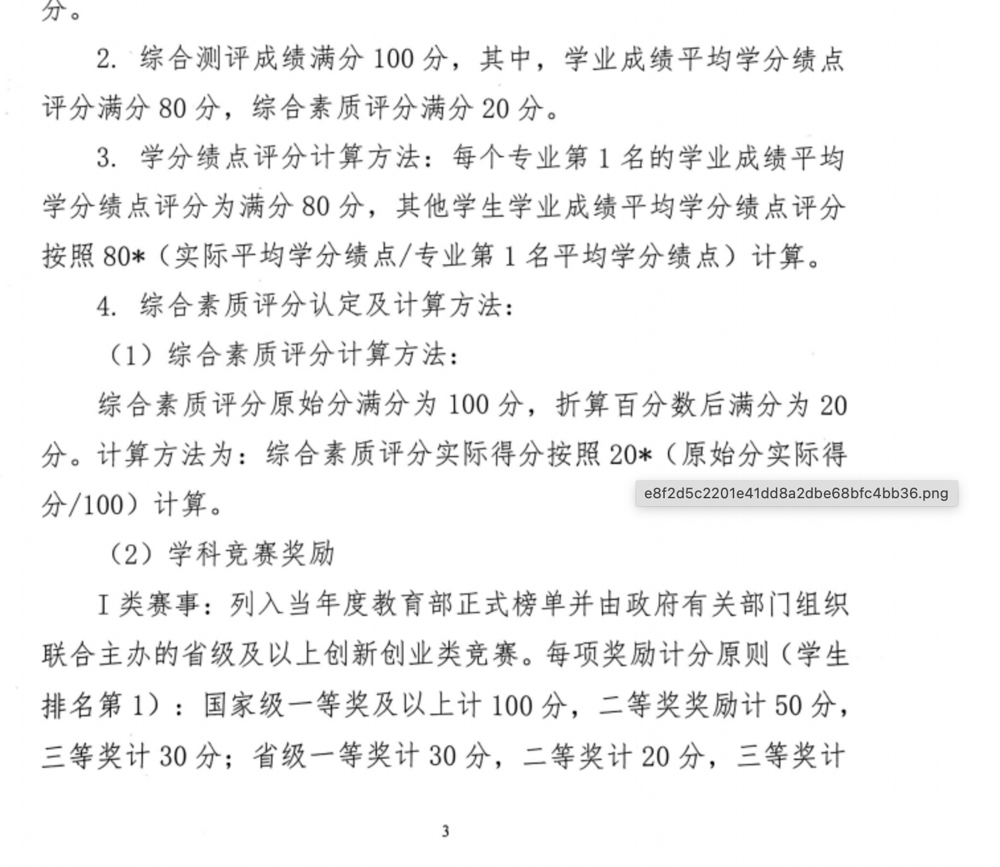 分。
2. 综合测评成绩满分 100 分，其中，学业成绩平均学分绩点
评分满分 80 分，综合素质评分满分 20 分。
3. 学分绩点评分计算方法：每个专业第 1 名的学业成绩平均
学分绩点评分为满分 80 分，其他学生学业成绩平均学分绩点评分
按照 80*（实际平均学分绩点/专业第 1 名平均学分绩点）计算。
4. 综合素质评分认定及计算方法：
（1）综合素质评分计算方法：
综合素质评分原始分满分为 100 分，折算百分数后满分为 20
分。计算方法为：综合素质评分实际得分按照 20*（原始分实际得
e8f2d5c2201e41dd8a2dbe68bfc4bb36.png
分/100）计算。
（2）学科竞赛奖励
I 类赛事：列入当年度教育部正式榜单并由政府有关部门组织
联合主办的省级及以上创新创业类竞赛。每项奖励计分原则（学生
排名第 1）：国家级一等奖及以上计 100 分，二等奖奖励计 50 分，
三等奖计 30 分；省级一等奖计 30 分，二等奖计 20 分，三等奖计
3